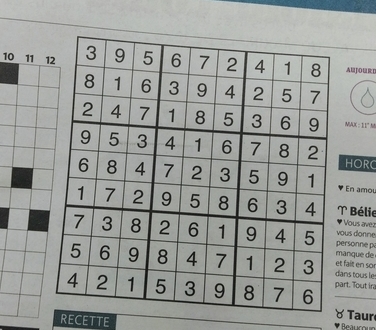 10 11 12
3 9 5 6 7 2 4 1 8
8 1 6 3 9 4 2 5 7
2 4 7 1 8 5 3 6 9
9 5 3 4 1 6 7 8 2
6 8 4 7 2 3 5 9 1
1 7 2 9 5 8 6 3 4
7 3 8 2 6 1 9 4 5
5 6 9 8 4 7 1 2 3
4 2 1 5 3 9 8 7 6
RECETTE
AUJOURD
MAX : 11° M
HORO
♥ En amou
♈ Bélie
♥ Vous avez
vous donne
personne pa
manque de
et fait en sor
dans tous les
part. Tout ira
♉ Taure
♥ Beaucoup